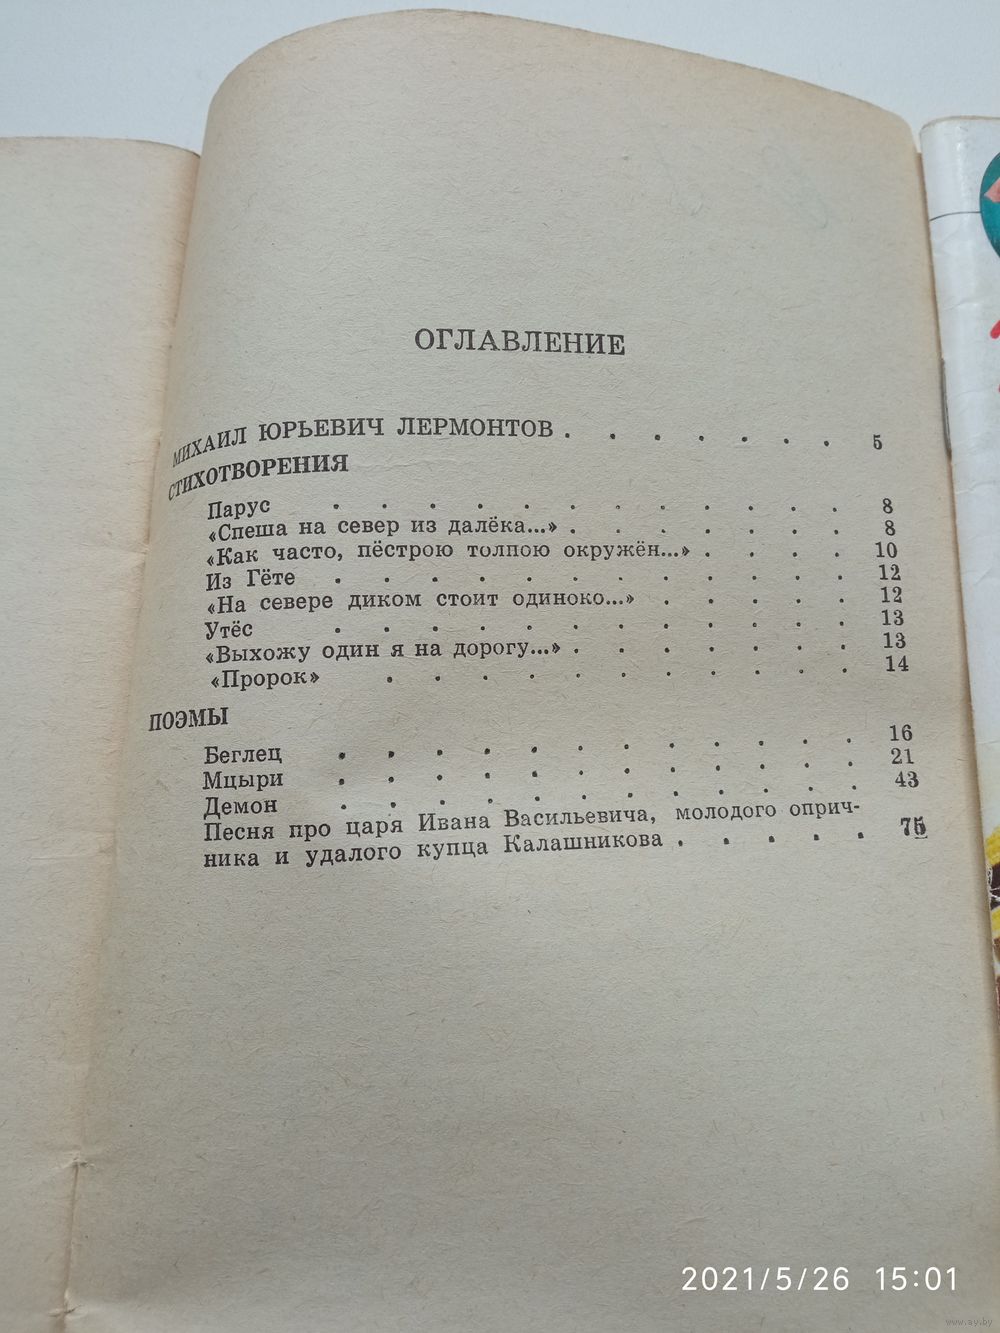 ОГЛАВЛЕНИЕ
МИХАИЛ ЮРЬЕВИЧ ЛЕРМОНТОВ . . . . . . . 5
СТИХОТВОРЕНИЯ
Парус . . . . . . . . . . . 8
«Спеша на север из далёка...» . . . . . . 8
«Как часто, пёстрою толпою окружён...» . . . . 10
Из Гёте . . . . . . . . . . . 12
«На севере диком стоит одиноко...» . . . . . 12
Утёс . . . . . . . . . . . 13
«Выхожу один я на дорогу...» . . . . . . 13
«Пророк» . . . . . . . . . . 14
ПОЭМЫ
Беглец . . . . . . . . . . . 16
Мцыри . . . . . . . . . . . 21
Демон . . . . . . . . . . . 43
Песня про царя Ивана Васильевича, молодого оприч-
ника и удалого купца Калашникова . . . . . 75
2021/5/26 15:01
www.ay.by